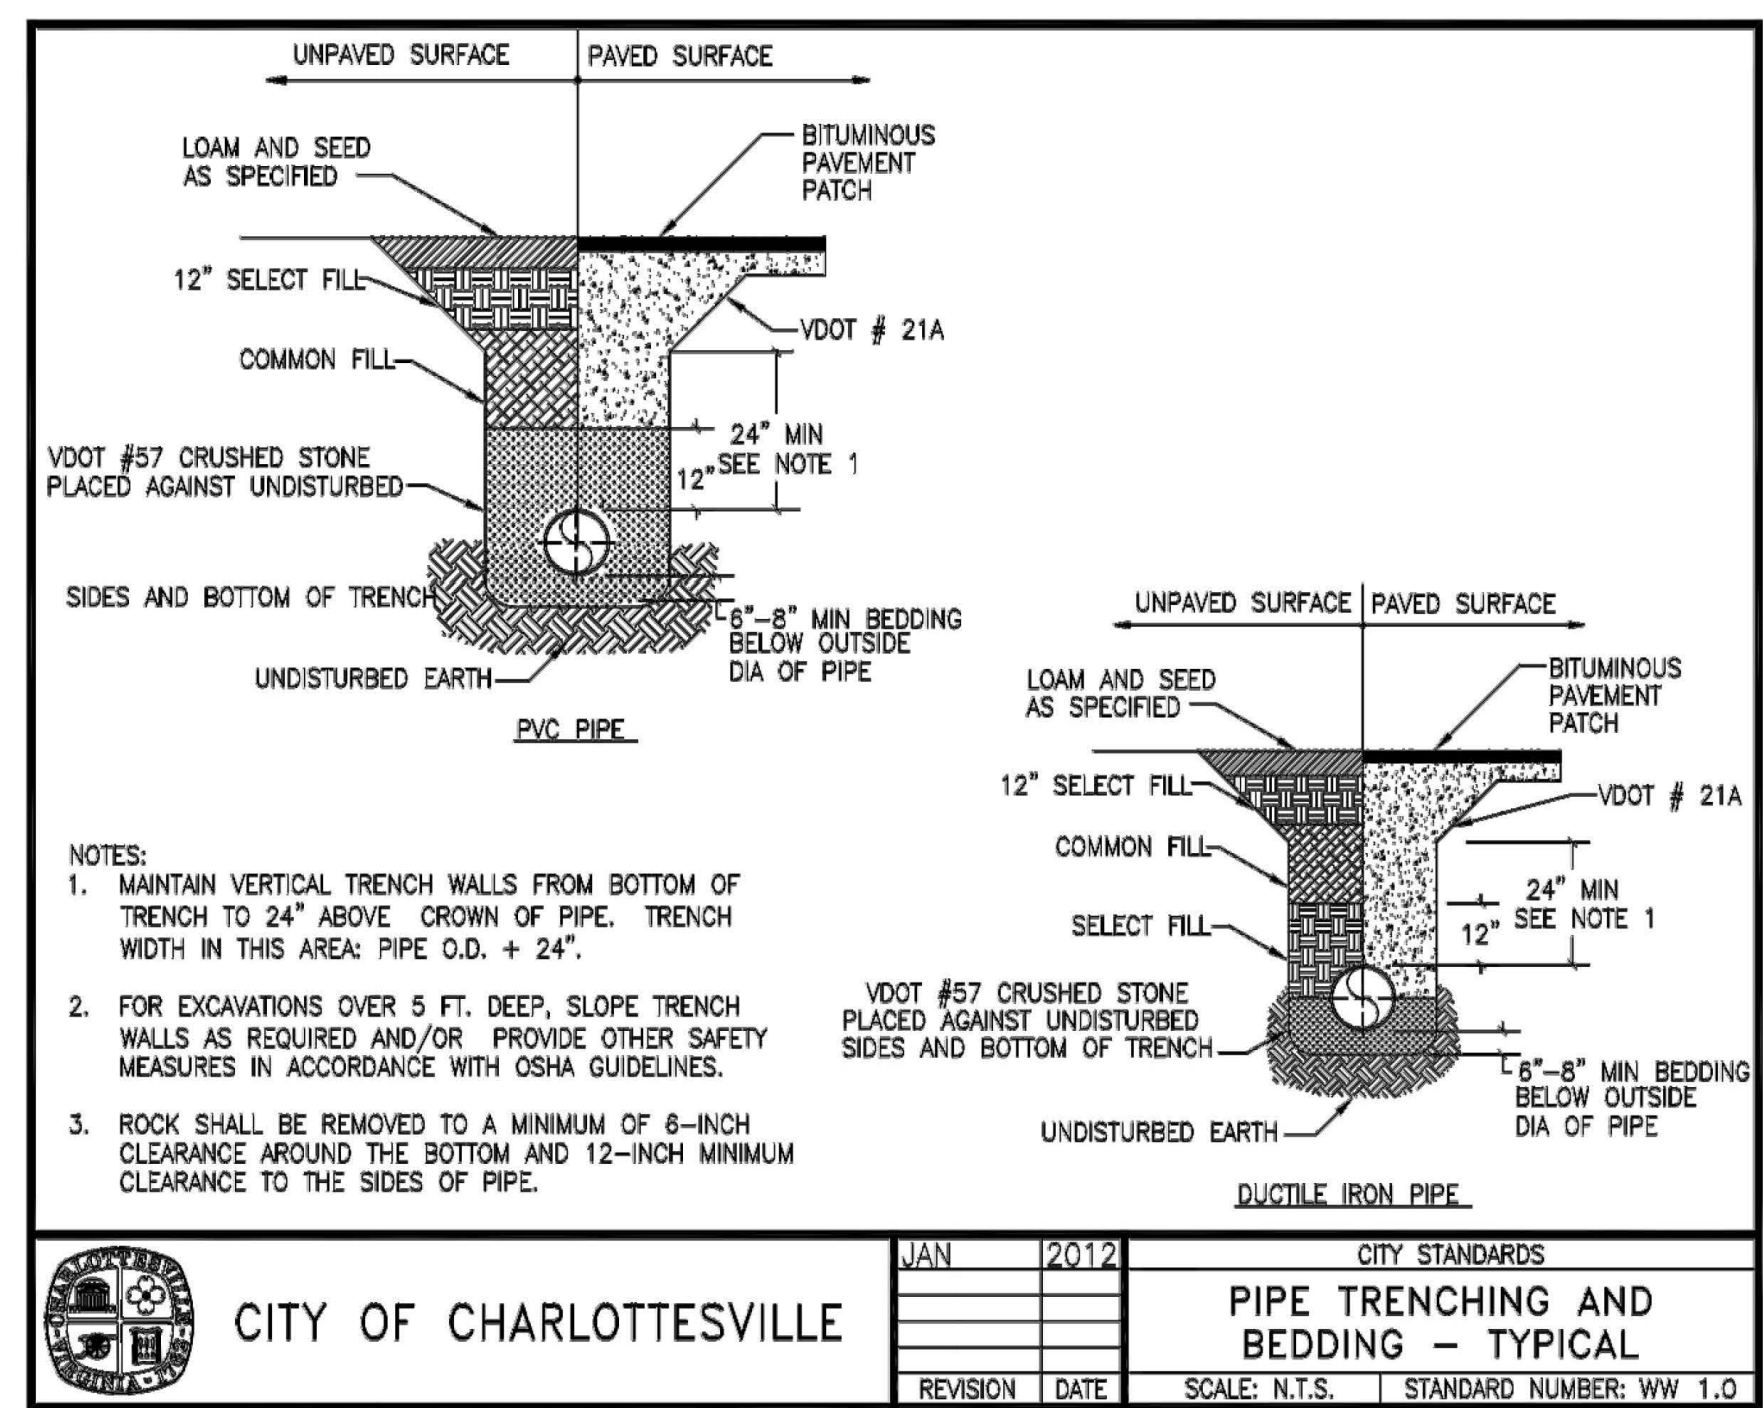 UNPAVED SURFACE
PAVED SURFACE
LOAM AND SEED
AS SPECIFIED
BITUMINOUS
PAVEMENT
PATCH
12" SELECT FILL
VDOT # 21A
COMMON FILL
24" MIN
SEE NOTE 1
12"
VDOT #57 CRUSHED STONE
PLACED AGAINST UNDISTURBED
SIDES AND BOTTOM OF TRENCH
6"-8" MIN BEDDING
BELOW OUTSIDE
DIA OF PIPE
UNDISTURBED EARTH
PVC PIPE
UNPAVED SURFACE
PAVED SURFACE
LOAM AND SEED
AS SPECIFIED
BITUMINOUS
PAVEMENT
PATCH
12" SELECT FILL
VDOT # 21A
COMMON FILL
24" MIN
SEE NOTE 1
12"
SELECT FILL
VDOT #57 CRUSHED STONE
PLACED AGAINST UNDISTURBED
SIDES AND BOTTOM OF TRENCH
6"-8" MIN BEDDING
BELOW OUTSIDE
DIA OF PIPE
UNDISTURBED EARTH
DUCTILE IRON PIPE
NOTES:
1. MAINTAIN VERTICAL TRENCH WALLS FROM BOTTOM OF
TRENCH TO 24" ABOVE CROWN OF PIPE. TRENCH
WIDTH IN THIS AREA: PIPE O.D. + 24".
2. FOR EXCAVATIONS OVER 5 FT. DEEP, SLOPE TRENCH
WALLS AS REQUIRED AND/OR PROVIDE OTHER SAFETY
MEASURES IN ACCORDANCE WITH OSHA GUIDELINES.
3. ROCK SHALL BE REMOVED TO A MINIMUM OF 6-INCH
CLEARANCE AROUND THE BOTTOM AND 12-INCH MINIMUM
CLEARANCE TO THE SIDES OF PIPE.
CHARLOTTESVILLE
VIRGINIA - 1762
CITY OF CHARLOTTESVILLE
JAN 2012
REVISION DATE
CITY STANDARDS
PIPE TRENCHING AND
BEDDING – TYPICAL
SCALE: N.T.S.
STANDARD NUMBER: WW 1.0